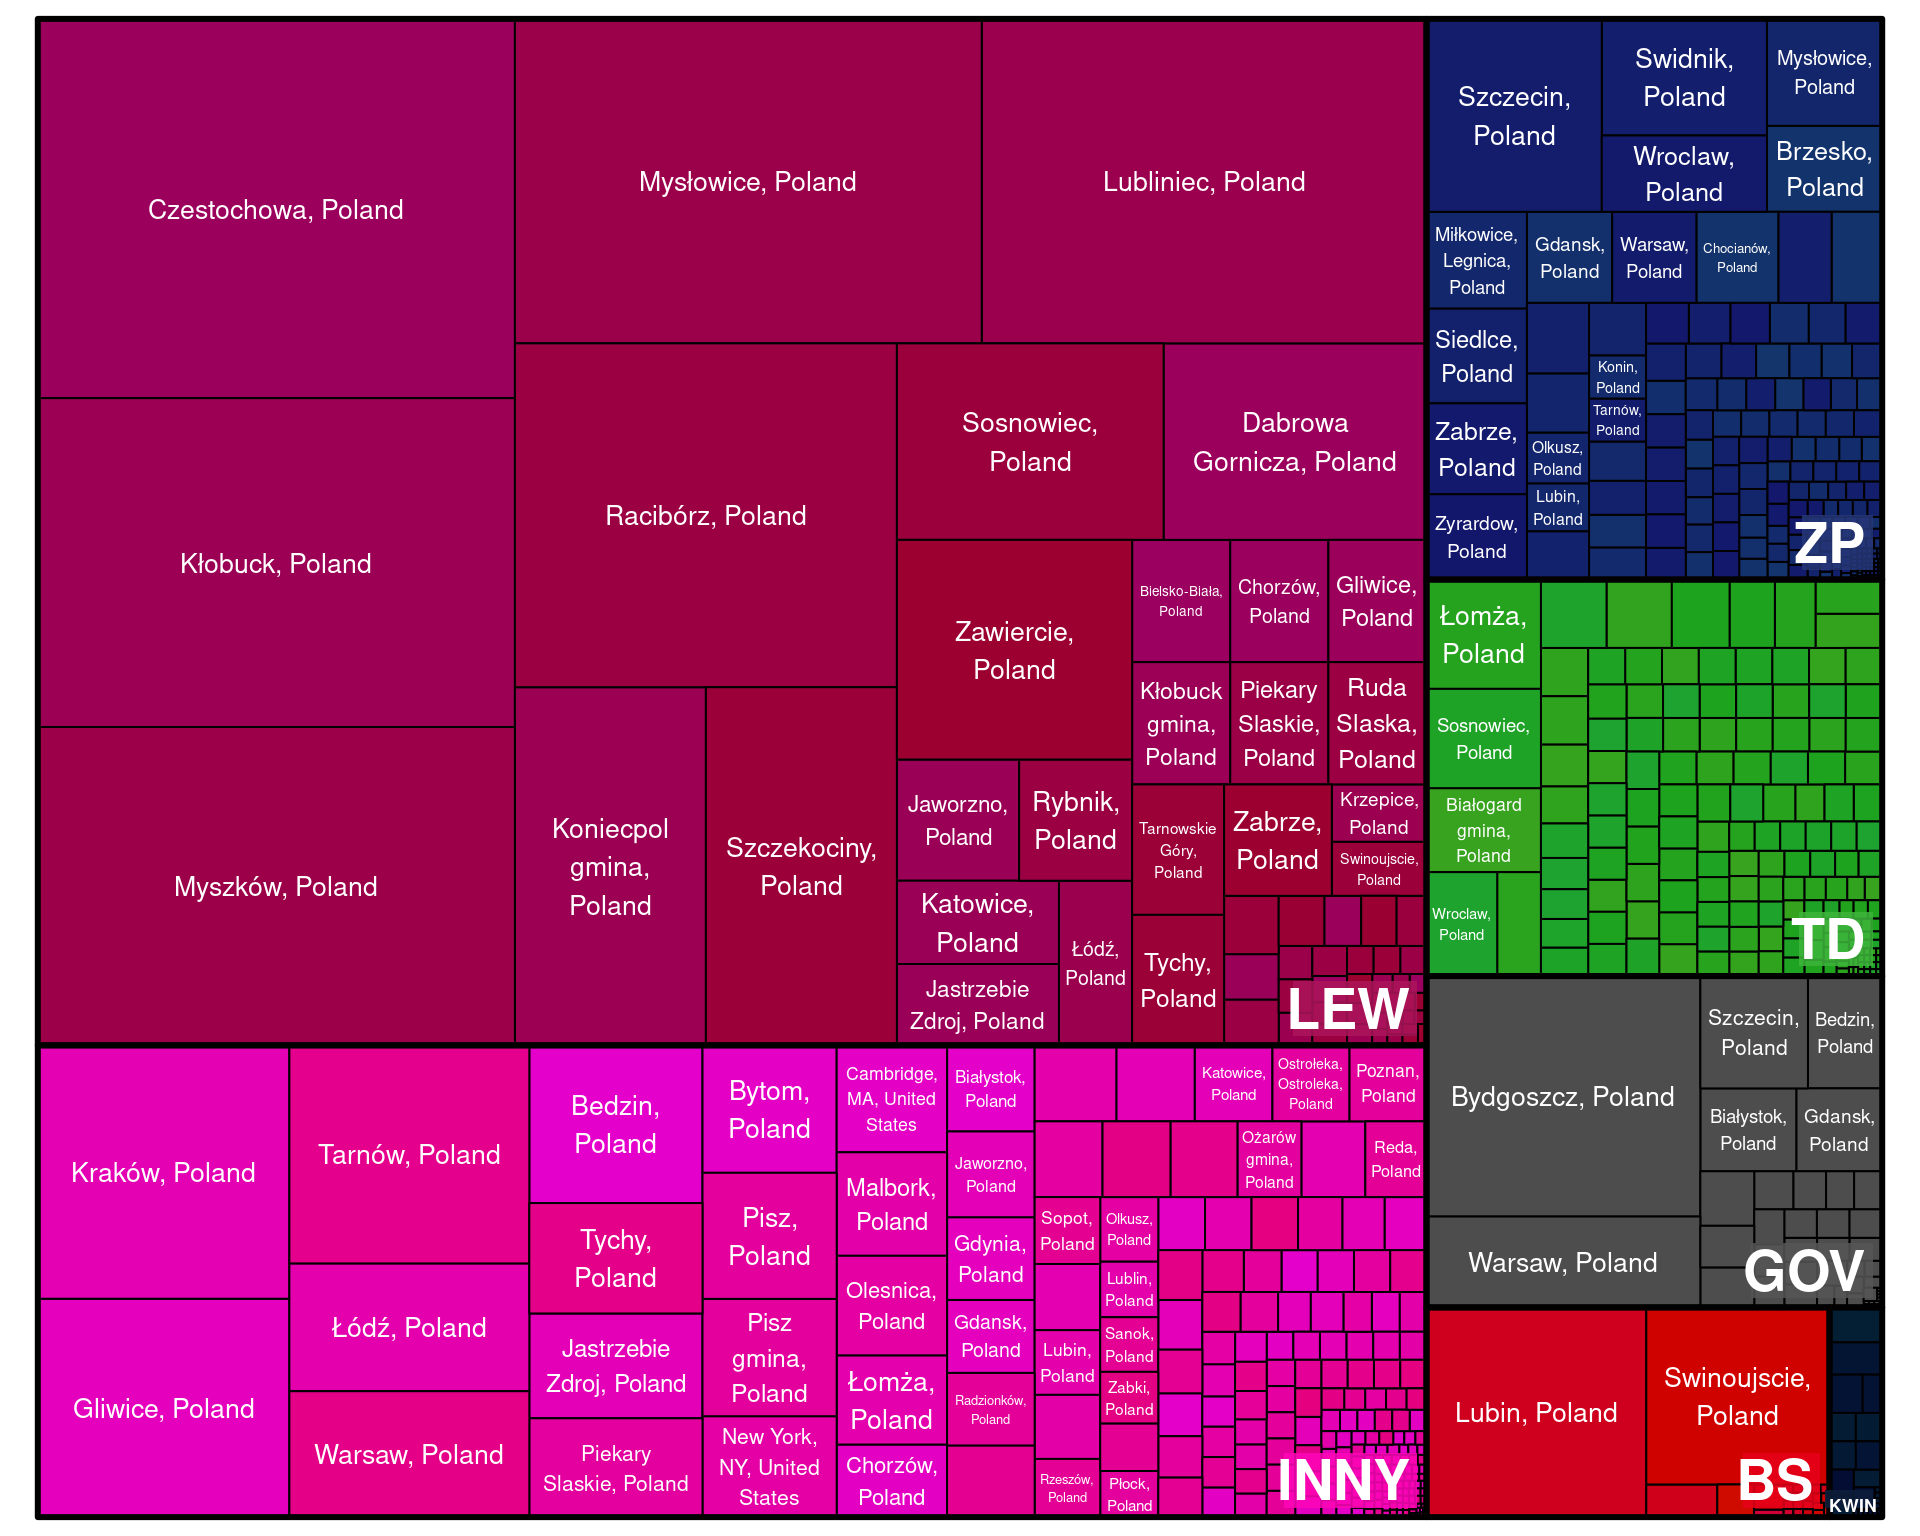 Czestochowa, Poland
Kłobuck, Poland
Myszków, Poland
Mysłowice, Poland
Lubliniec, Poland
Racibórz, Poland
Sosnowiec,
Poland
Dabrowa
Gornicza, Poland
Koniecpol
gmina,
Poland
Szczekociny,
Poland
Zawiercie,
Poland
Bielsko-Biała,
Poland
Chorzów,
Poland
Gliwice,
Poland
Kłobuck
gmina,
Poland
Piekary
Slaskie,
Poland
Ruda
Slaska,
Poland
Jaworzno,
Poland
Rybnik,
Poland
Katowice,
Poland
Jastrzebie
Zdroj, Poland
Łódź,
Poland
Tarnowskie
Góry,
Poland
Tychy,
Poland
Zabrze,
Poland
Krzepice,
Poland
Swinoujscie,
Poland
LEW
Kraków, Poland
Gliwice, Poland
Tarnów, Poland
Łódź, Poland
Warsaw, Poland
Bedzin,
Poland
Tychy,
Poland
Jastrzebie
Zdroj, Poland
Piekary
Slaskie, Poland
Bytom,
Poland
Pisz,
Poland
Pisz
gmina,
Poland
New York,
NY, United
States
Cambridge,
MA, United
States
Malbork,
Poland
Olesnica,
Poland
Łomża,
Poland
Chorzów,
Poland
Białystok,
Poland
Jaworzno,
Poland
Gdynia,
Poland
Gdansk,
Poland
Radzionków,
Poland
Katowice,
Poland
Ostrołeka,
Ostroleka,
Poland
Poznan,
Poland
Ożarów
gmina,
Poland
Reda,
Poland
Sopot,
Poland
Lubin,
Poland
Rzeszów,
Poland
Olkusz,
Poland
Lublin,
Poland
Sanok,
Poland
Zabki,
Poland
Płock,
Poland
INNY
Szczecin,
Poland
Swidnik,
Poland
Wroclaw,
Poland
Mysłowice,
Poland
Brzesko,
Poland
Miłkowice,
Legnica,
Poland
Siedlce,
Poland
Zabrze,
Poland
Zyrardow,
Poland
Gdansk,
Poland
Warsaw,
Poland
Chocianów,
Poland
Konin,
Poland
Tarnów,
Poland
Olkusz,
Poland
Lubin,
Poland
ZP
Łomża,
Poland
Sosnowiec,
Poland
Białogard
gmina,
Poland
Wroclaw,
Poland
TD
Bydgoszcz, Poland
Warsaw, Poland
Szczecin,
Poland
Bedzin,
Poland
Białystok,
Poland
Gdansk,
Poland
GOV
Lubin, Poland
Swinoujscie,
Poland
BS
KWIN